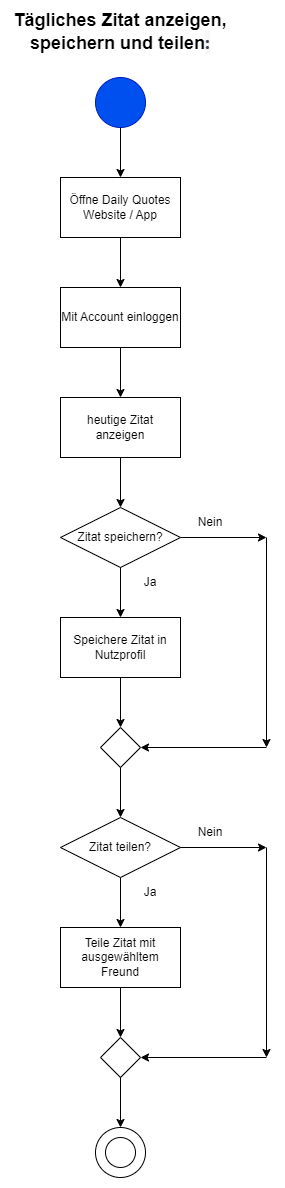 Tägliches Zitat anzeigen,
speichern und teilen:
Öffne Daily Quotes
Website / App
Mit Account einloggen
heutige Zitat
anzeigen
Zitat speichern?
Nein
Ja
Speichere Zitat in
Nutzprofil
Zitat teilen?
Nein
Ja
Teile Zitat mit
ausgewähltem
Freund